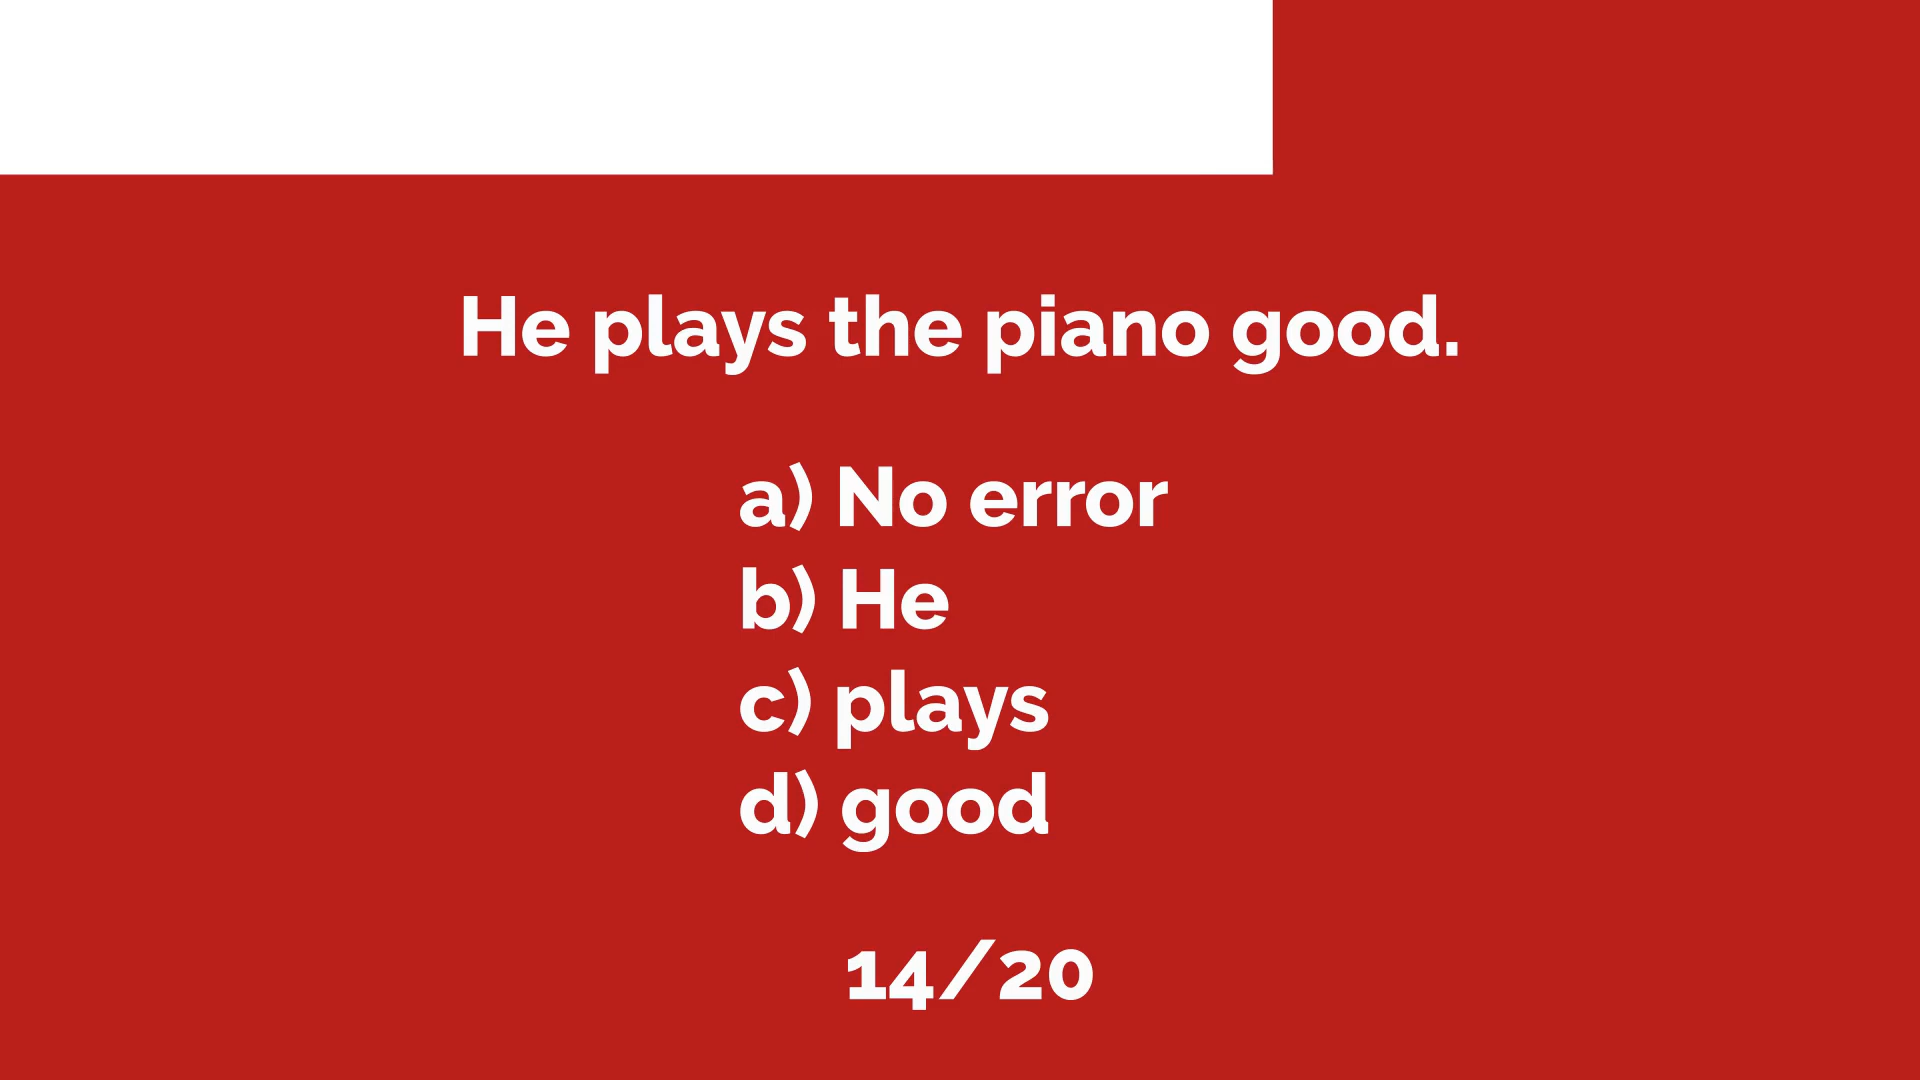 He plays the piano good.
a) No error
b) He
c) plays
d) good
14/20